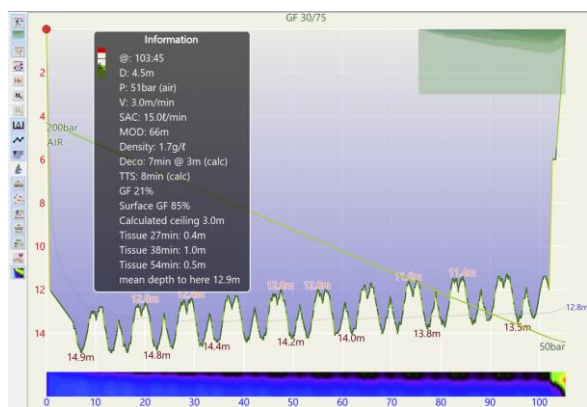 GF 30/75
Information
@: 103:45
D: 4.5m
P: 51bar (air)
V: 3.0m/min
SAC: 15.0ℓ/min
MOD: 66m
Density: 1.7g/ℓ
Deco: 7min @ 3m (calc)
TTS: 8min (calc)
GF 21%
Surface GF 85%
Calculated ceiling 3.0m
Tissue 27min: 0.4m
Tissue 38min: 1.0m
Tissue 54min: 0.5m
mean depth to here 12.9m
2
4
6
8
10
12
14
200bar
AIR
12.8m
14.9m
14.8m
14.4m
14.2m
14.0m
13.8m
13.5m
50bar
0
10
20
30
40
50
60
70
80
90
100